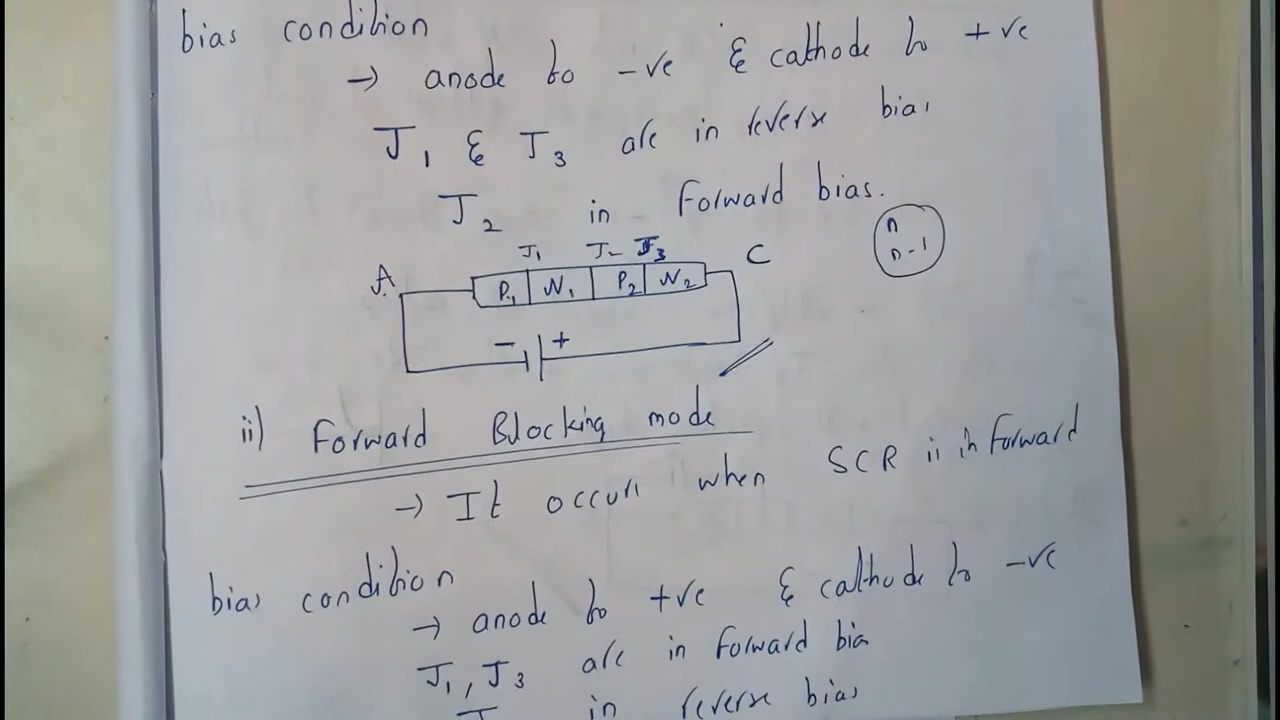 bias condition
→ anode to -ve & cathode to +ve
J1 & J3 are in reverse bias
J2 in Forward bias.
n
n-1
J1 J2 J3
A C
P1 N1 P2 N2
- +
ii) Forward Blocking mode
→ It occurs when SCR is in forward
bias condition
→ anode to +ve & cathode to -ve
J1, J3 are in forward bia
in reverse bias